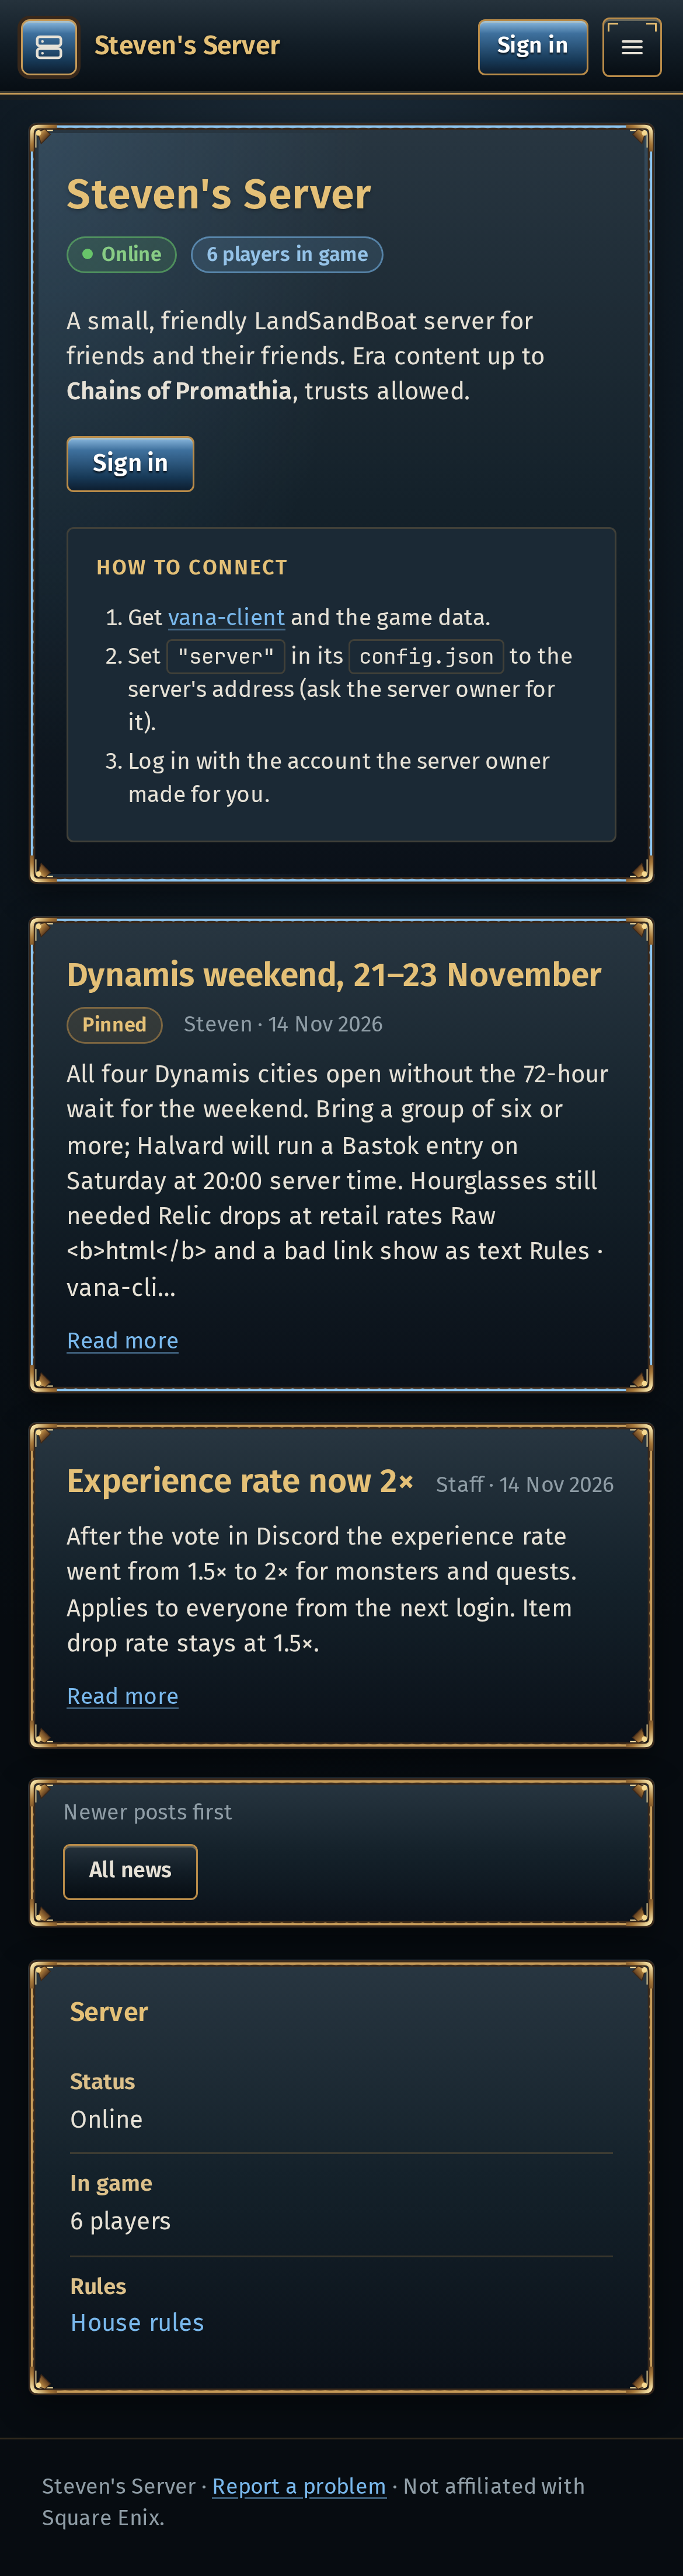 Steven's Server
Sign in
Steven's Server
Online
6 players in game
A small, friendly LandSandBoat server for
friends and their friends. Era content up to
Chains of Promathia, trusts allowed.
Sign in
HOW TO CONNECT
1. Get vana-client and the game data.
2. Set "server" in its config.json to the
server's address (ask the server owner for
it).
3. Log in with the account the server owner
made for you.
Dynamis weekend, 21–23 November
Pinned Steven · 14 Nov 2026
All four Dynamis cities open without the 72-hour
wait for the weekend. Bring a group of six or
more; Halvard will run a Bastok entry on
Saturday at 20:00 server time. Hourglasses still
needed Relic drops at retail rates Raw
<b>html</b> and a bad link show as text Rules ·
vana-cli...
Read more
Experience rate now 2× Staff · 14 Nov 2026
After the vote in Discord the experience rate
went from 1.5× to 2× for monsters and quests.
Applies to everyone from the next login. Item
drop rate stays at 1.5×.
Read more
Newer posts first
All news
Server
Status
Online
In game
6 players
Rules
House rules
Steven's Server · Report a problem · Not affiliated with
Square Enix.